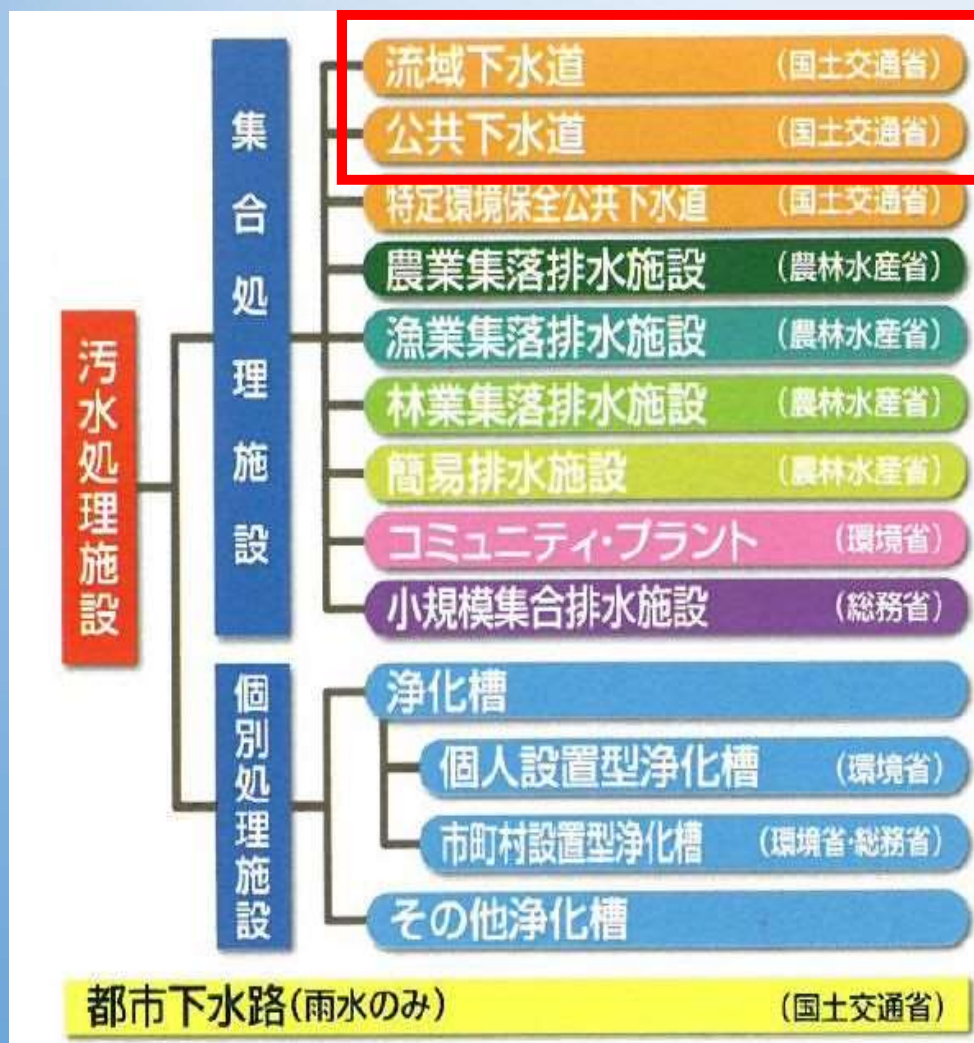 汚水処理施設
集合処理施設
流域下水道 (国土交通省)
公共下水道 (国土交通省)
特定環境保全公共下水道 (国土交通省)
農業集落排水施設 (農林水産省)
漁業集落排水施設 (農林水産省)
林業集落排水施設 (農林水産省)
簡易排水施設 (農林水産省)
コミュニティ・プラント (環境省)
小規模集合排水施設 (総務省)
個別処理施設
浄化槽
個人設置型浄化槽 (環境省)
市町村設置型浄化槽 (環境省・総務省)
その他浄化槽
都市下水路(雨水のみ) (国土交通省)